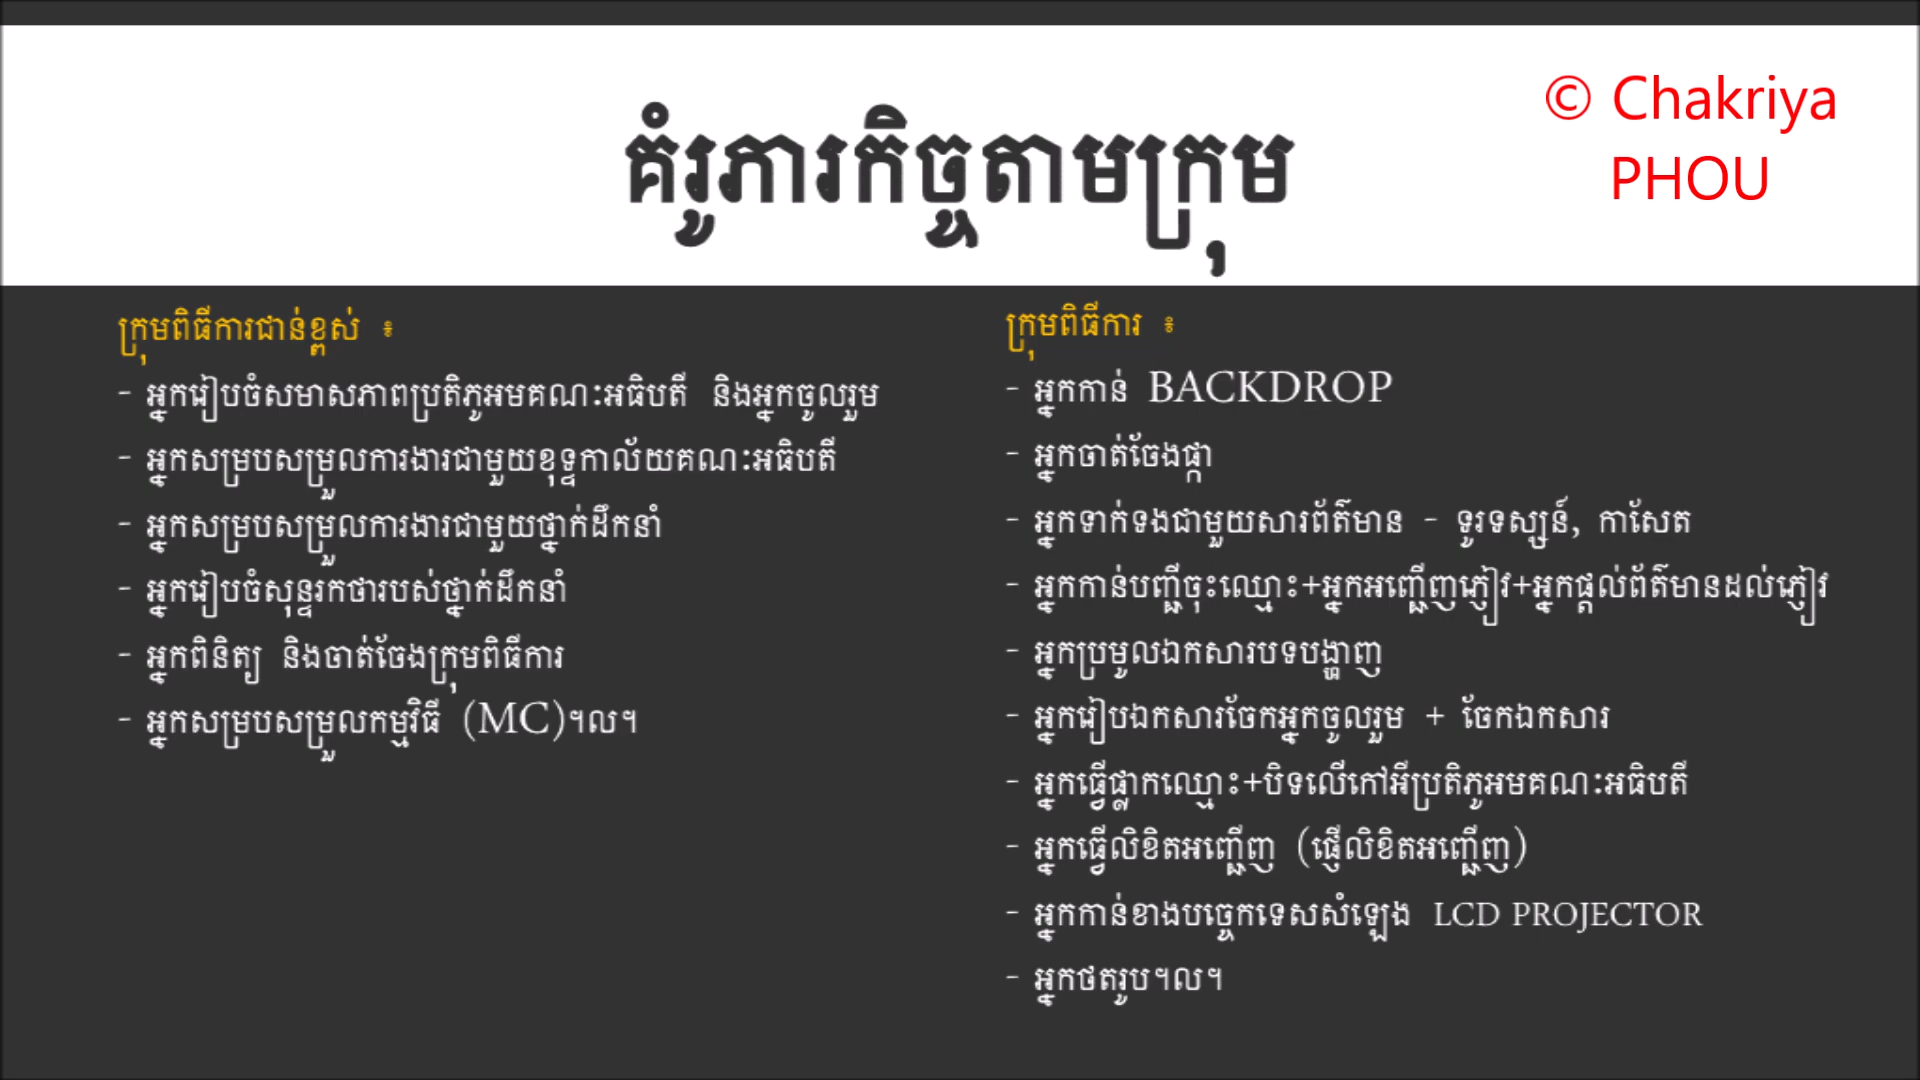 © Chakriya
PHOU
គំរូភារកិច្ចតាមក្រុម
ក្រុមពិធីការជាន់ខ្ពស់ ៖
- អ្នករៀបចំសមាសភាពប្រតិភូអមគណៈអធិបតី និងអ្នកចូលរួម
- អ្នកសម្របសម្រួលការងារជាមួយខុទ្ទកាល័យគណៈអធិបតី
- អ្នកសម្របសម្រួលការងារជាមួយថ្នាក់ដឹកនាំ
- អ្នករៀបចំសុន្ទរកថារបស់ថ្នាក់ដឹកនាំ
- អ្នកពិនិត្យ និងចាត់ចែងក្រុមពិធីការ
- អ្នកសម្របសម្រួលកម្មវិធី (MC)។ល។
ក្រុមពិធីការ ៖
- អ្នកកាន់ BACKDROP
- អ្នកចាត់ចែងផ្កា
- អ្នកទាក់ទងជាមួយសារព័ត៌មាន - ទូរទស្សន៍, កាសែត
- អ្នកកាន់បញ្ជីចុះឈ្មោះ+អ្នកអញ្ជើញភ្ញៀវ+អ្នកផ្តល់ព័ត៌មានដល់ភ្ញៀវ
- អ្នកប្រមូលឯកសារបទបង្ហាញ
- អ្នករៀបឯកសារចែកអ្នកចូលរួម + ចែកឯកសារ
- អ្នកធ្វើផ្លាកឈ្មោះ+បិទលើកៅអីប្រតិភូអមគណៈអធិបតី
- អ្នកធ្វើលិខិតអញ្ជើញ (ផ្ញើលិខិតអញ្ជើញ)
- អ្នកកាន់ខាងបច្ចេកទេសសំឡេង LCD PROJECTOR
- អ្នកថតរូប។ល។